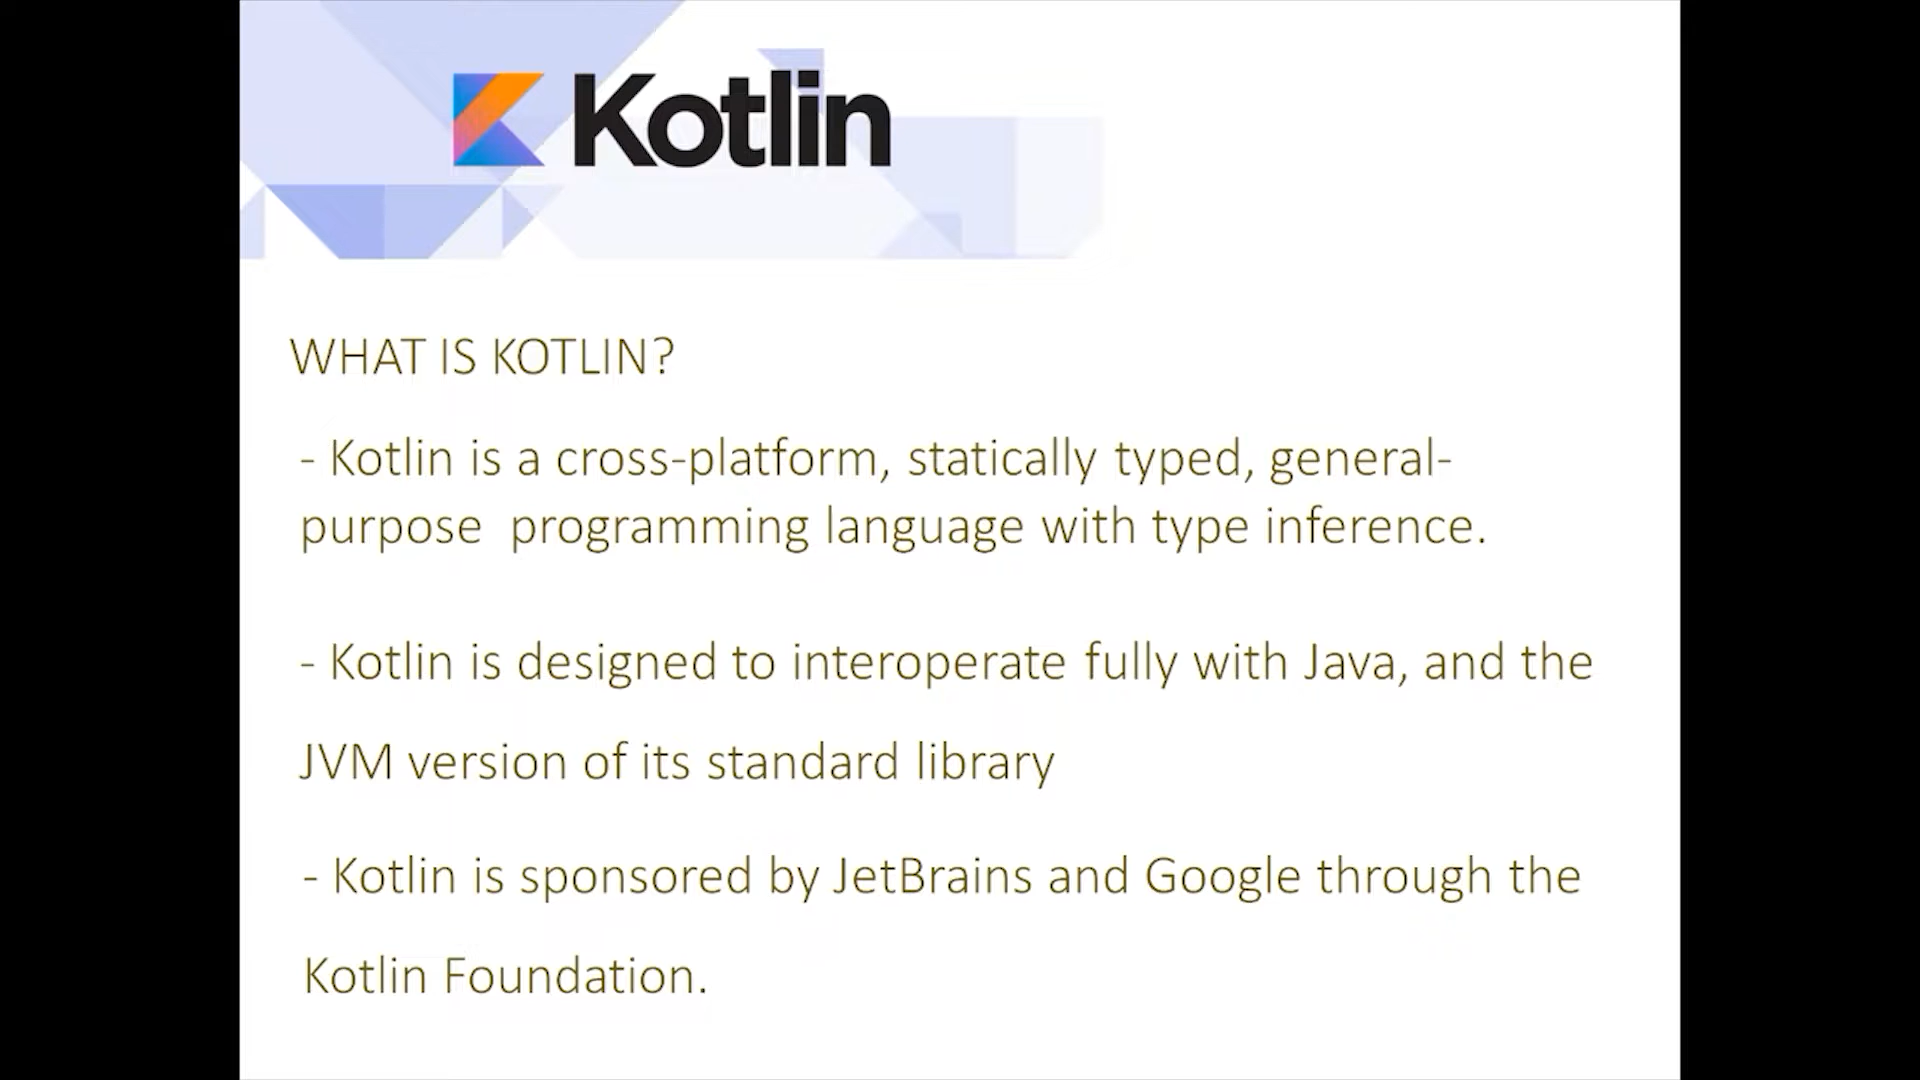 Kotlin
WHAT IS KOTLIN?
- Kotlin is a cross-platform, statically typed, general-
purpose  programming language with type inference.
- Kotlin is designed to interoperate fully with Java, and the
JVM version of its standard library
- Kotlin is sponsored by JetBrains and Google through the
Kotlin Foundation.